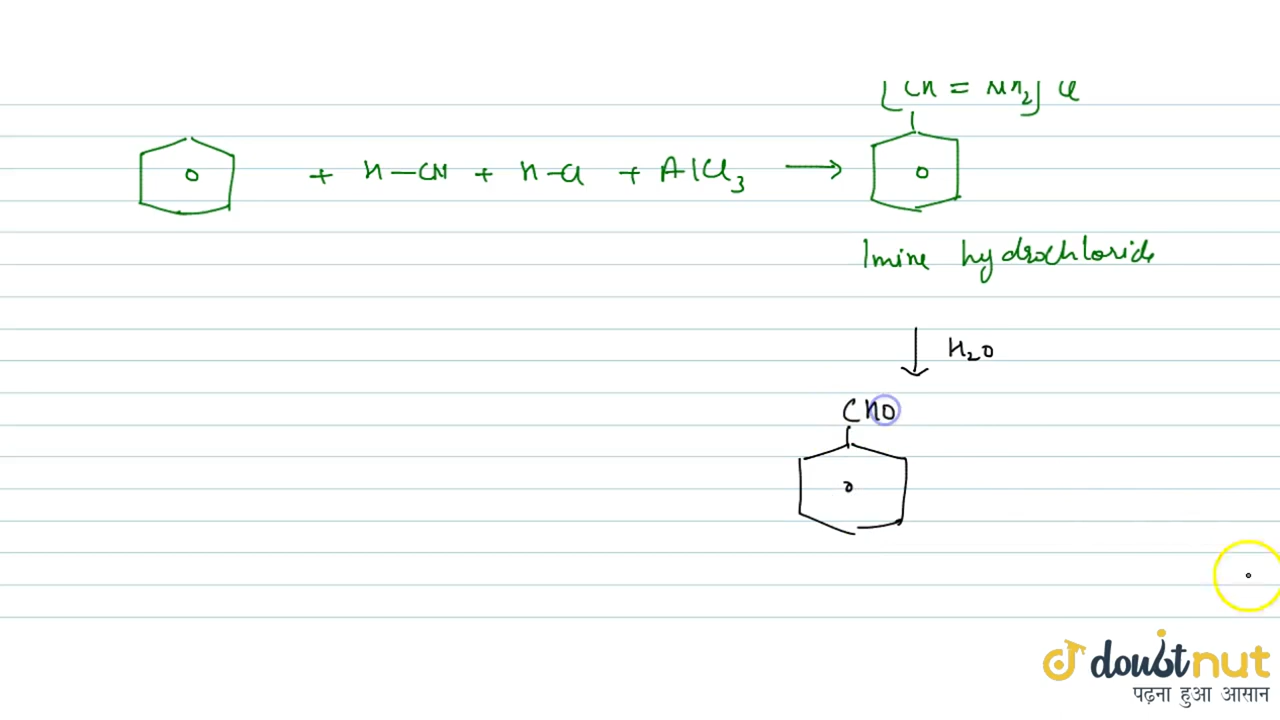 [CH = NH2] Cl
+ H—CN + H-Cl + AlCl3 →
Imine hydrochloride
H2O
CHO
doubtnut
पढ़ना हुआ आसान